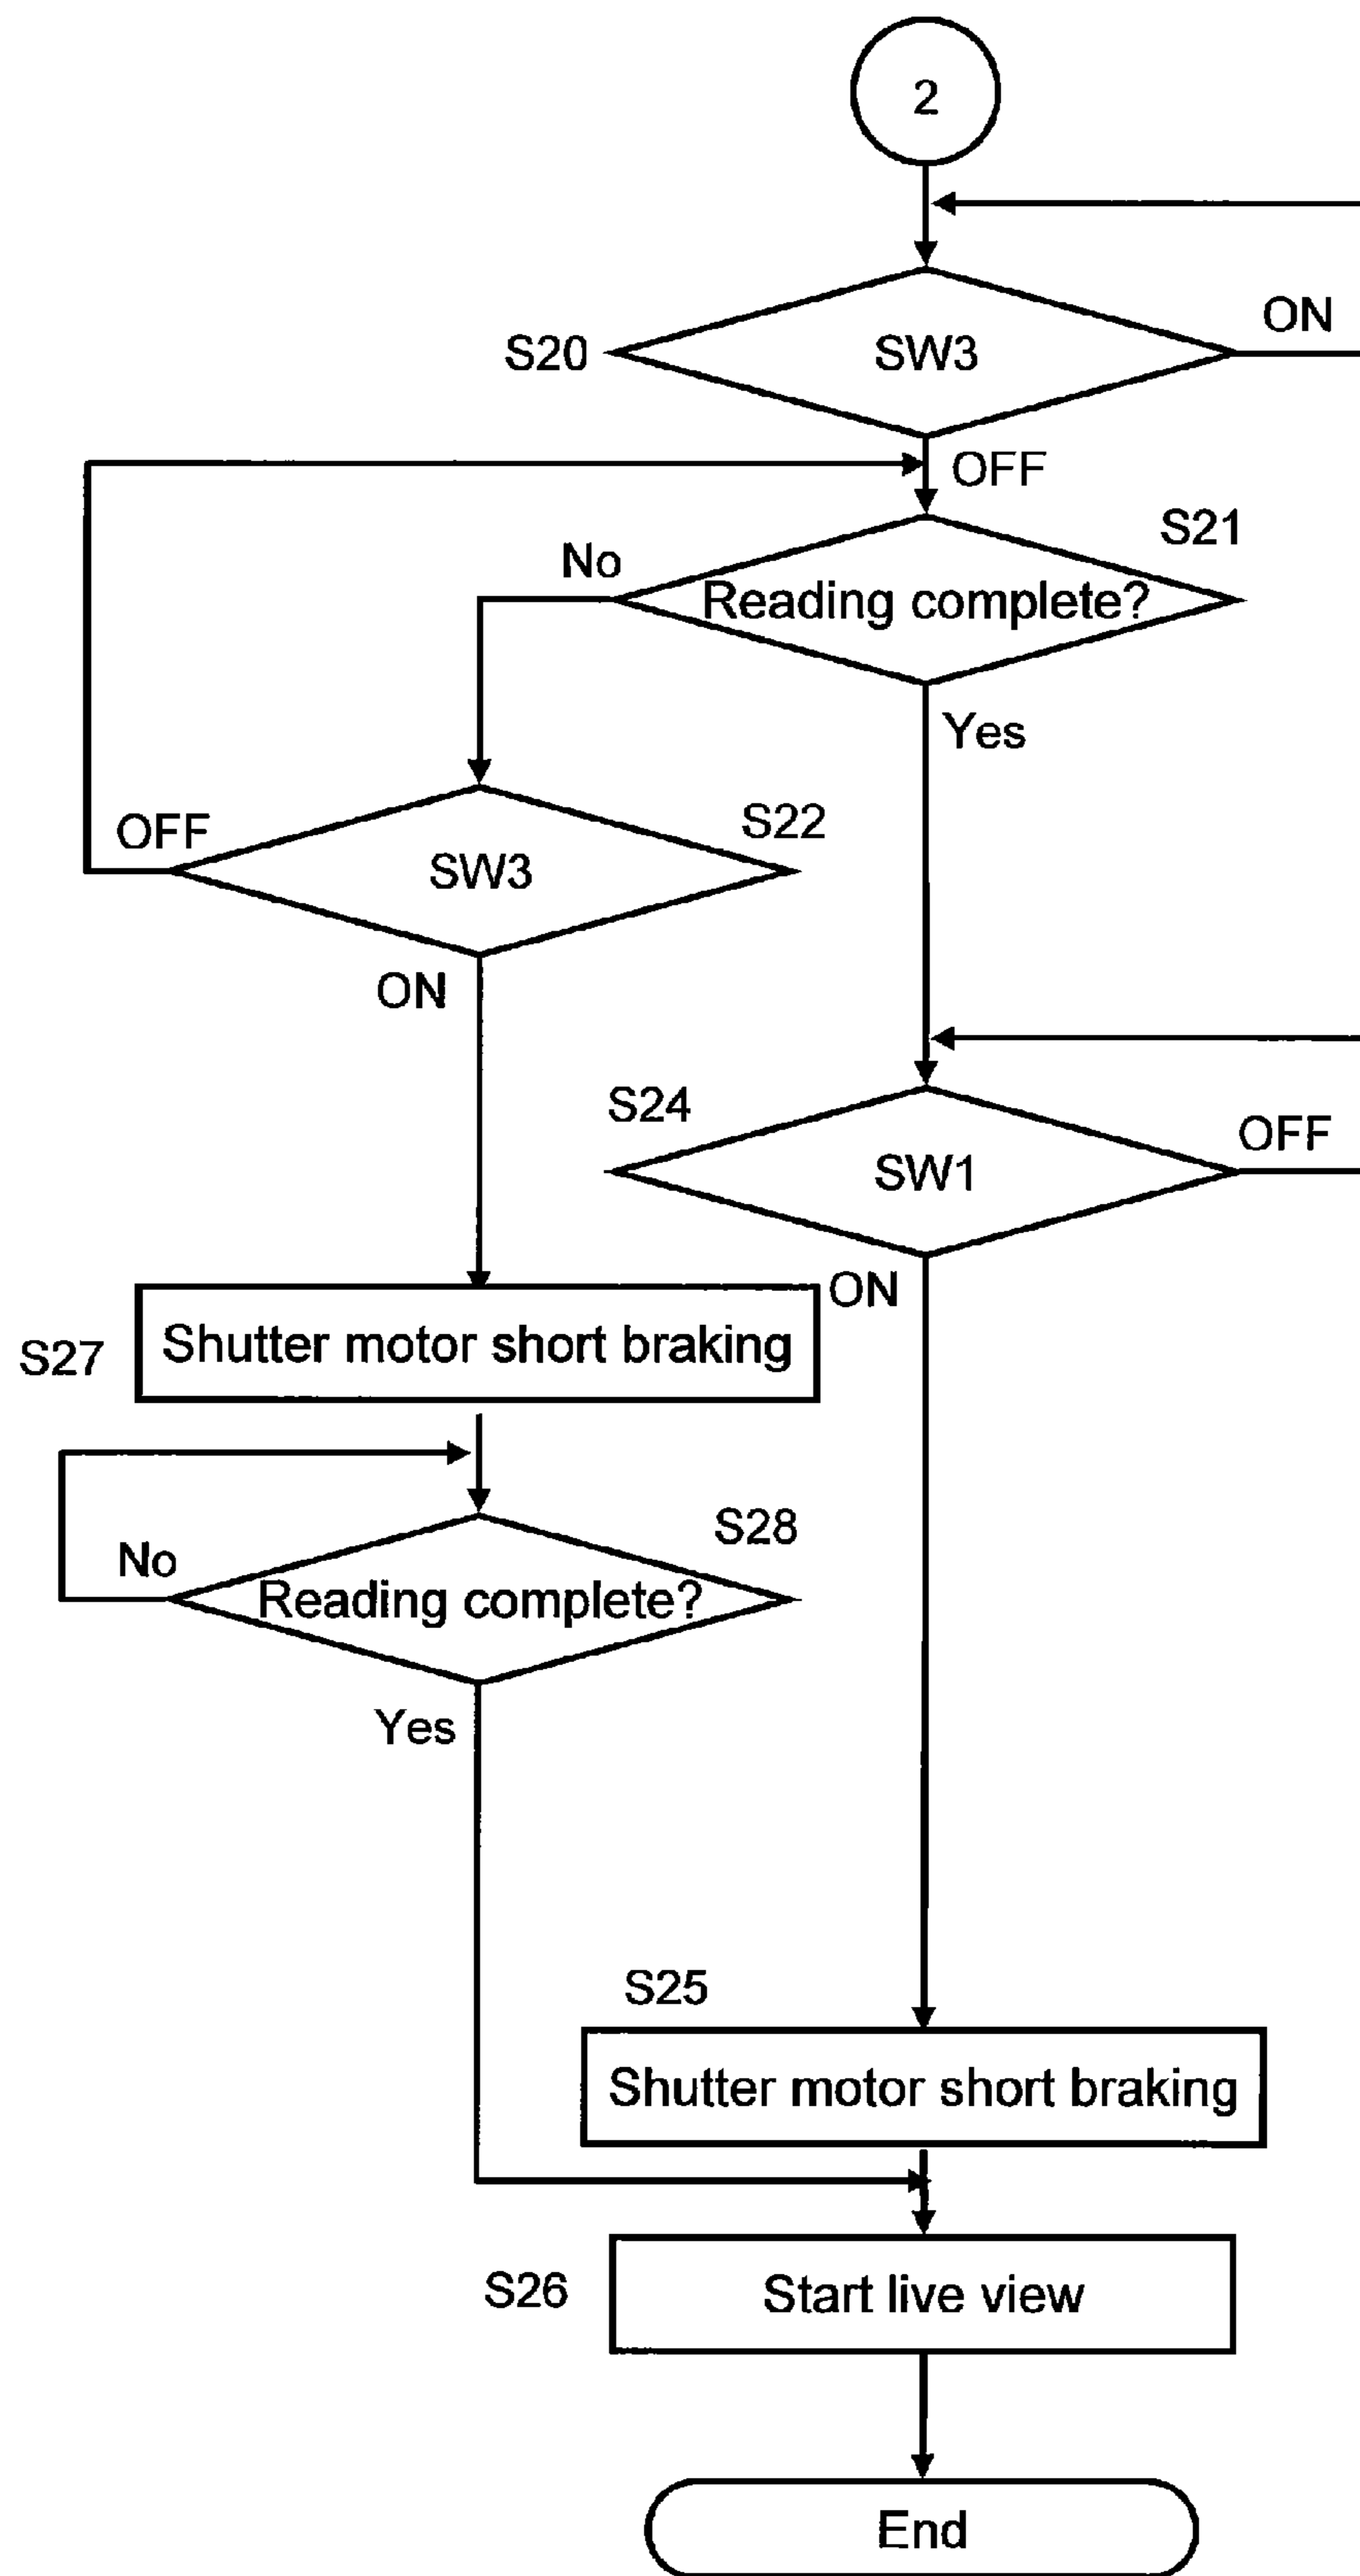 2
ON
S20
SW3
OFF
S21
No
Reading complete?
Yes
OFF
S22
SW3
ON
S24
OFF
SW1
ON
S27
Shutter motor short braking
S28
No
Reading complete?
Yes
S25
Shutter motor short braking
S26
Start live view
End